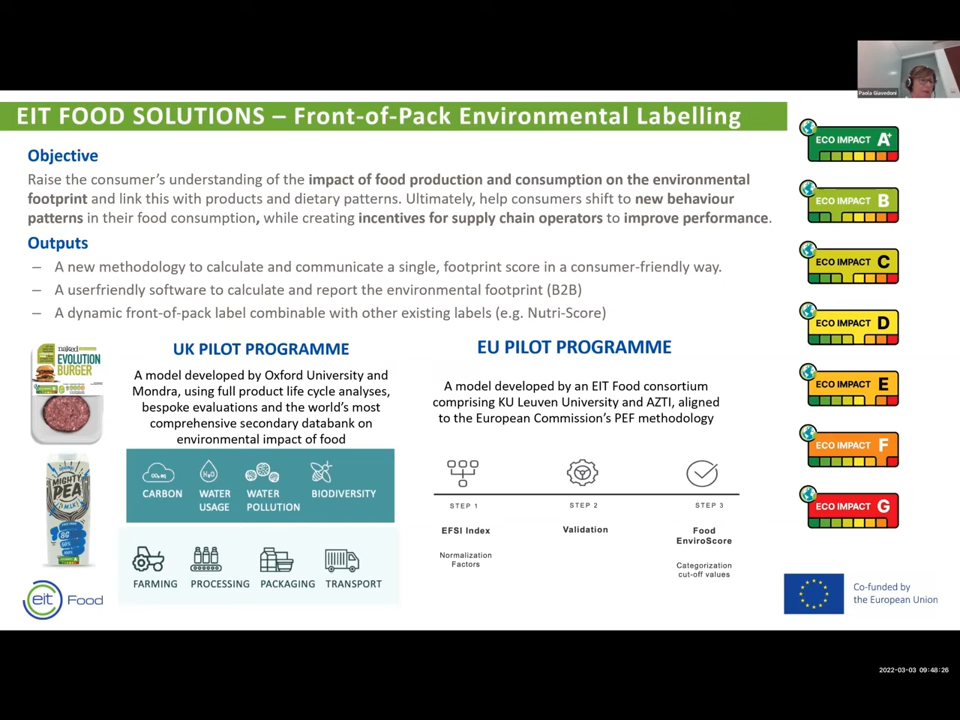 Paola Giavedoni
EIT FOOD SOLUTIONS – Front-of-Pack Environmental Labelling
Objective
Raise the consumer's understanding of the impact of food production and consumption on the environmental
footprint and link this with products and dietary patterns. Ultimately, help consumers shift to new behaviour
patterns in their food consumption, while creating incentives for supply chain operators to improve performance.
Outputs
– A new methodology to calculate and communicate a single, footprint score in a consumer-friendly way.
– A userfriendly software to calculate and report the environmental footprint (B2B)
– A dynamic front-of-pack label combinable with other existing labels (e.g. Nutri-Score)
UK PILOT PROGRAMME
A model developed by Oxford University and
Mondra, using full product life cycle analyses,
bespoke evaluations and the world's most
comprehensive secondary databank on
environmental impact of food
naked
EVOLUTION
BURGER
MIGHTY
PEA
M.LKY
CO₂ eq
H₂O
CARBON
WATER
USAGE
WATER
POLLUTION
BIODIVERSITY
FARMING
PROCESSING
PACKAGING
TRANSPORT
EU PILOT PROGRAMME
A model developed by an EIT Food consortium
comprising KU Leuven University and AZTI, aligned
to the European Commission's PEF methodology
STEP 1
EFSI Index
Normalization
Factors
STEP 2
Validation
STEP 3
Food
EnviroScore
Categorization
cut-off values
ECO IMPACT A+
ECO IMPACT B
ECO IMPACT C
ECO IMPACT D
ECO IMPACT E
ECO IMPACT F
ECO IMPACT G
eit Food
Co-funded by
the European Union
2022-03-03 09:48:26